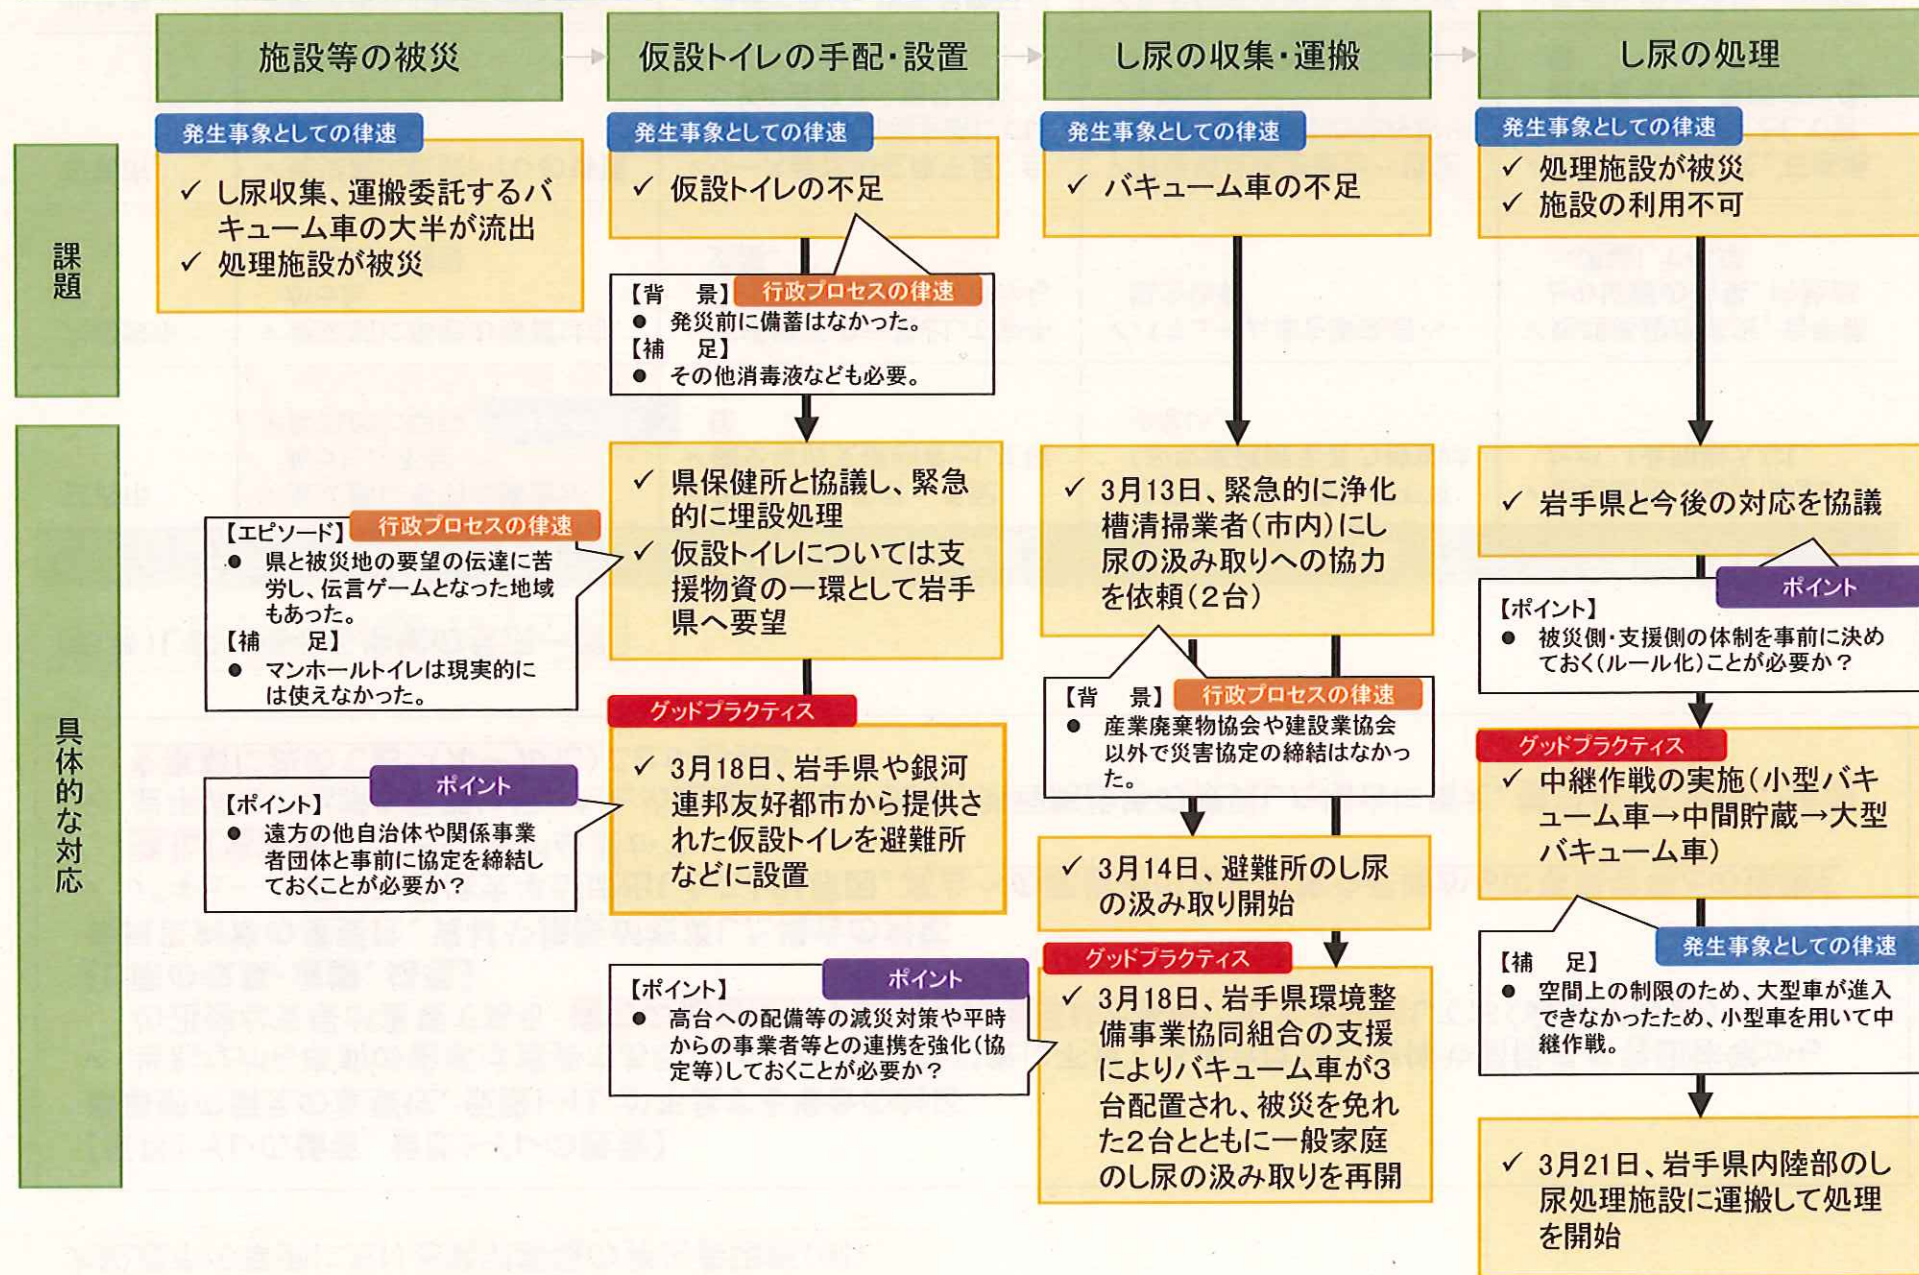 施設等の被災
仮設トイレの手配・設置
し尿の収集・運搬
し尿の処理
課題
発生事象としての律速
✓ し尿収集、運搬委託するバ
キューム車の大半が流出
✓ 処理施設が被災
発生事象としての律速
✓ 仮設トイレの不足
【背　景】 行政プロセスの律速
● 発災前に備蓄はなかった。
【補　足】
● その他消毒液なども必要。
発生事象としての律速
✓ バキューム車の不足
発生事象としての律速
✓ 処理施設が被災
✓ 施設の利用不可
具体的な対応
✓ 県保健所と協議し、緊急
的に埋設処理
✓ 仮設トイレについては支
援物資の一環として岩手
県へ要望
【エピソード】 行政プロセスの律速
● 県と被災地の要望の伝達に苦
労し、伝言ゲームとなった地域
もあった。
【補　足】
● マンホールトイレは現実的に
は使えなかった。
グッドプラクティス
✓ 3月18日、岩手県や銀河
連邦友好都市から提供さ
れた仮設トイレを避難所
などに設置
ポイント
【ポイント】
● 遠方の他自治体や関係事業
者団体と事前に協定を締結し
ておくことが必要か？
✓ 3月13日、緊急的に浄化
槽清掃業者(市内)にし
尿の汲み取りへの協力
を依頼(２台)
【背　景】 行政プロセスの律速
● 産業廃棄物協会や建設業協会
以外で災害協定の締結はなかっ
た。
✓ 3月14日、避難所のし尿
の汲み取り開始
グッドプラクティス
✓ 3月18日、岩手県環境整
備事業協同組合の支援
によりバキューム車が３
台配置され、被災を免れ
た２台とともに一般家庭
のし尿の汲み取りを再開
【ポイント】 ポイント
● 高台への配備等の減災対策や平時
からの事業者等との連携を強化(協
定等)しておくことが必要か？
✓ 岩手県と今後の対応を協議
ポイント
【ポイント】
● 被災側・支援側の体制を事前に決め
ておく(ルール化)ことが必要か？
グッドプラクティス
✓ 中継作戦の実施(小型バキ
ューム車→中間貯蔵→大型
バキューム車)
発生事象としての律速
【補　足】
● 空間上の制限のため、大型車が進入
できなかったため、小型車を用いて中
継作戦。
✓ 3月21日、岩手県内陸部のし
尿処理施設に運搬して処理
を開始